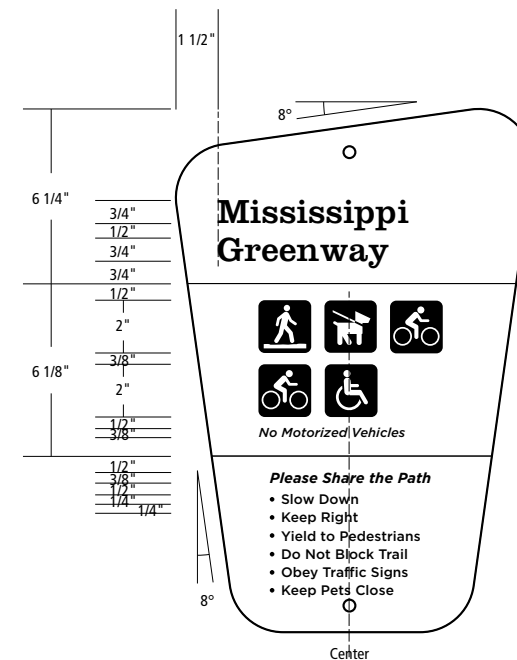 1 1/2"
8°
6 1/4"
3/4"
1/2"
3/4"
3/4"
Mississippi
Greenway
1/2"
2"
3/8"
6 1/8"
2"
1/2"
3/8"
No Motorized Vehicles
1/2"
3/8"
1/2"
1/4"
1/4"
Please Share the Path
• Slow Down
• Keep Right
• Yield to Pedestrians
• Do Not Block Trail
• Obey Traffic Signs
• Keep Pets Close
8°
Center